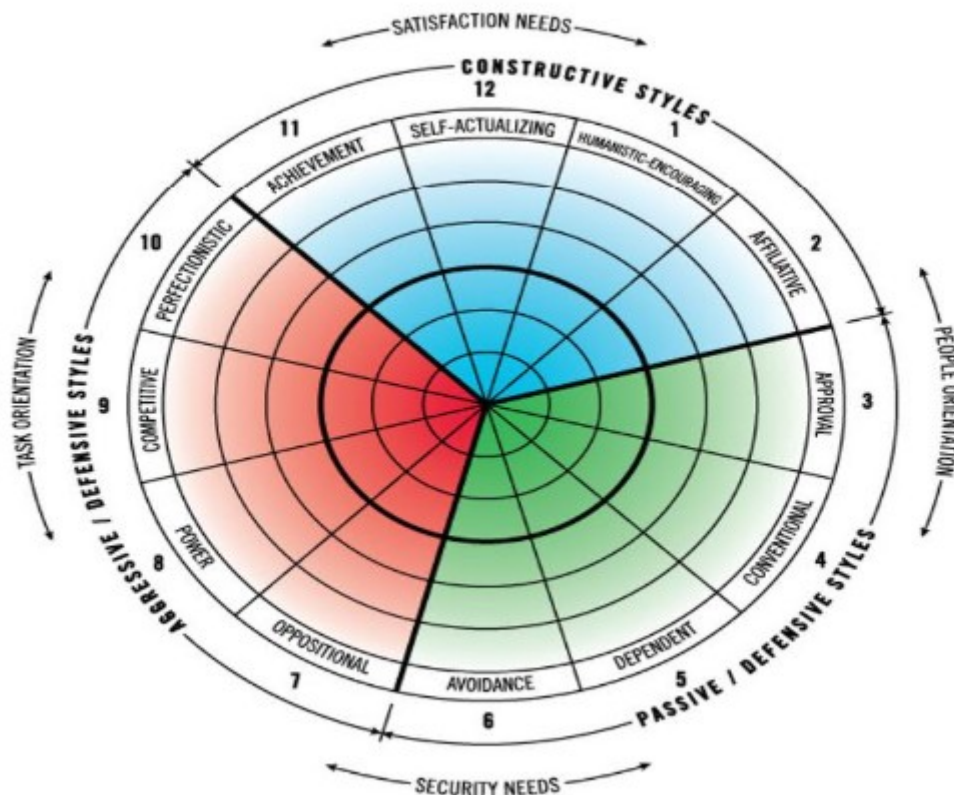 SATISFACTION NEEDS
CONSTRUCTIVE STYLES
12
11
1
SELF-ACTUALIZING
ACHIEVEMENT
HUMANISTIC-ENCOURAGING
10
2
PERFECTIONISTIC
AFFILIATIVE
TASK ORIENTATION
PEOPLE ORIENTATION
AGGRESSIVE / DEFENSIVE STYLES
9
COMPETITIVE
APPROVAL
3
8
POWER
CONVENTIONAL
4
OPPOSITIONAL
DEPENDENT
7
AVOIDANCE
5
6
PASSIVE / DEFENSIVE STYLES
SECURITY NEEDS